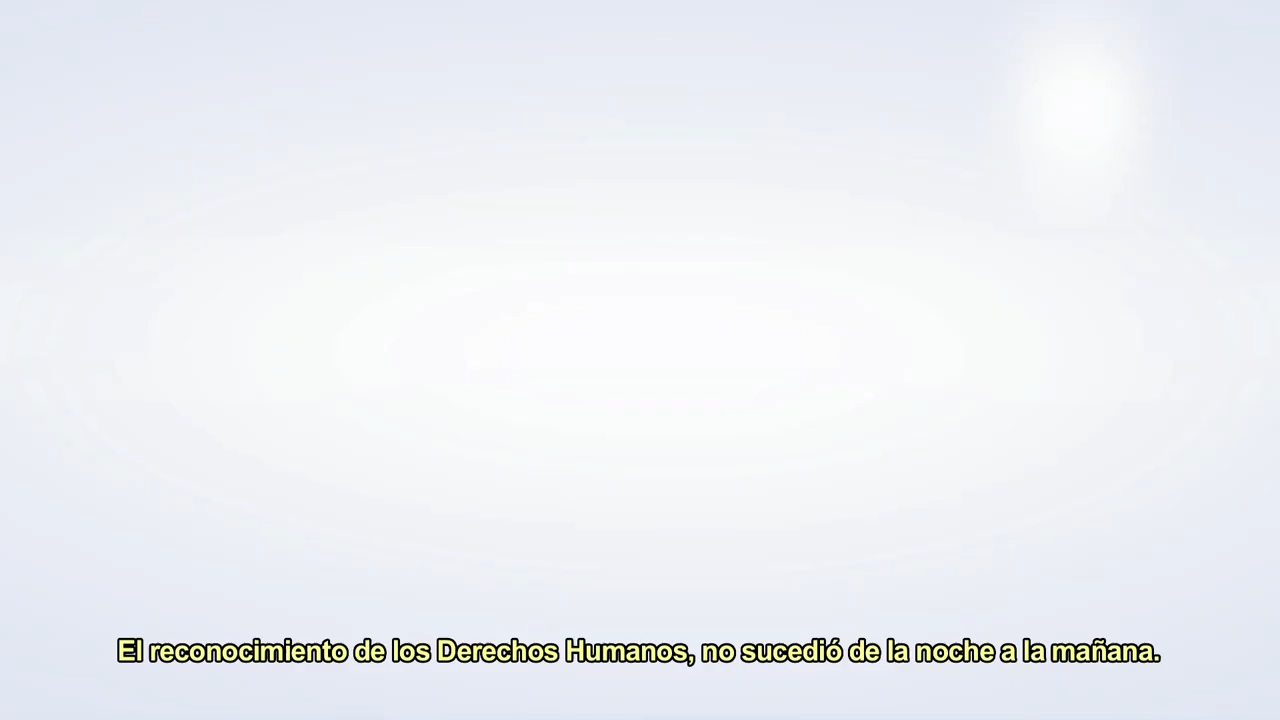 El reconocimiento de los Derechos Humanos, no sucedió de la noche a la mañana.